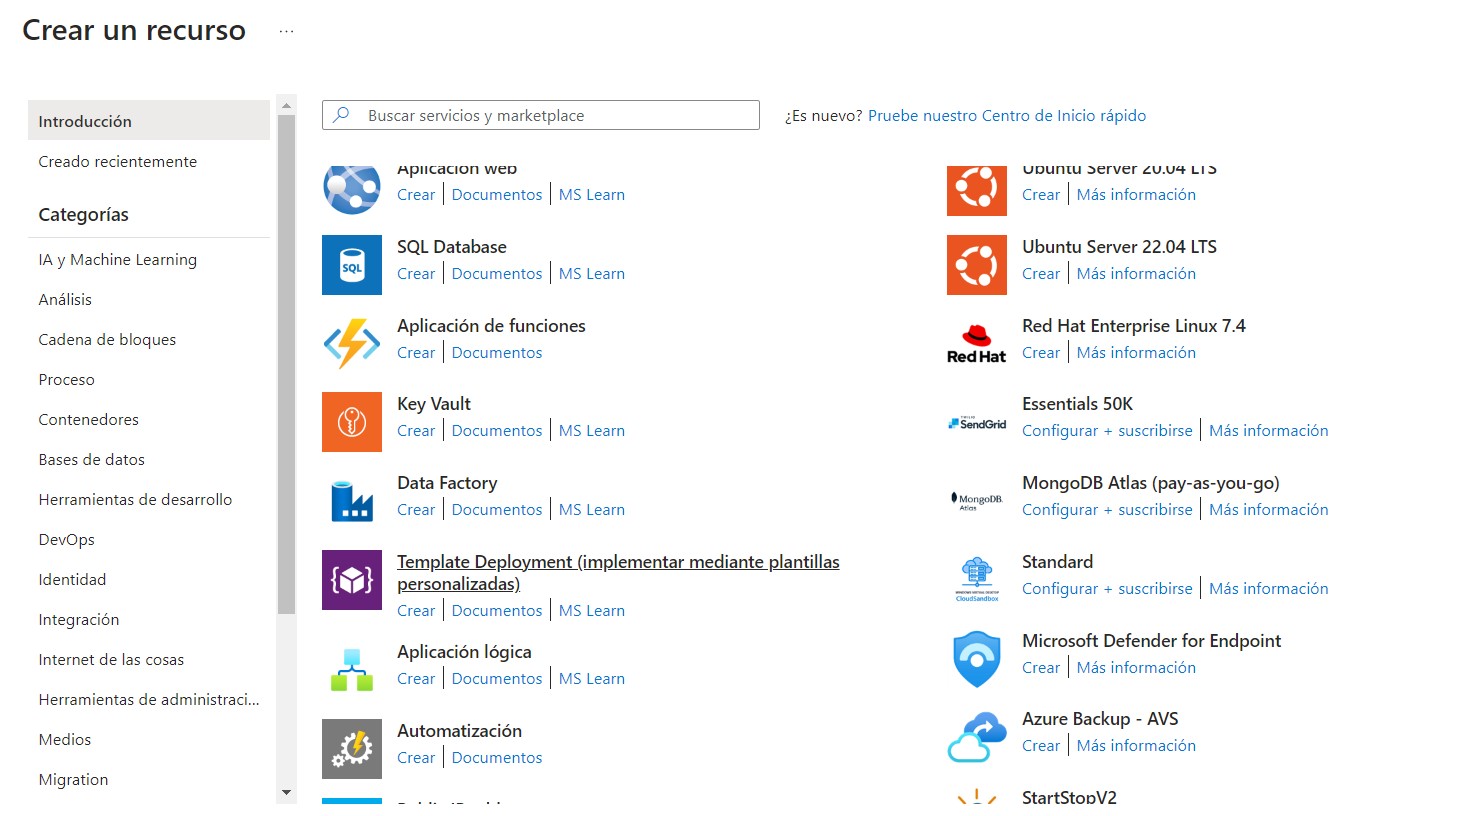 Crear un recurso ...
Introducción
Creado recientemente
Categorías
IA y Machine Learning
Análisis
Cadena de bloques
Proceso
Contenedores
Bases de datos
Herramientas de desarrollo
DevOps
Identidad
Integración
Internet de las cosas
Herramientas de administraci...
Medios
Migration
Buscar servicios y marketplace
¿Es nuevo? Pruebe nuestro Centro de Inicio rápido
Aplicación web
Crear | Documentos | MS Learn
SQL
SQL Database
Crear | Documentos | MS Learn
Aplicación de funciones
Crear | Documentos
Key Vault
Crear | Documentos | MS Learn
Data Factory
Crear | Documentos | MS Learn
Template Deployment (implementar mediante plantillas
personalizadas)
Crear | Documentos | MS Learn
Aplicación lógica
Crear | Documentos | MS Learn
Automatización
Crear | Documentos
Ubuntu Server 20.04 LTS
Crear | Más información
Ubuntu Server 22.04 LTS
Crear | Más información
Red Hat
Red Hat Enterprise Linux 7.4
Crear | Más información
SendGrid
Essentials 50K
Configurar + suscribirse | Más información
MongoDB.
Atlas
MongoDB Atlas (pay-as-you-go)
Configurar + suscribirse | Más información
WINDOWS VIRTUAL DESKTOP
CloudSandbox
Standard
Configurar + suscribirse | Más información
Microsoft Defender for Endpoint
Crear | Más información
Azure Backup - AVS
Crear | Más información
StartStopV2